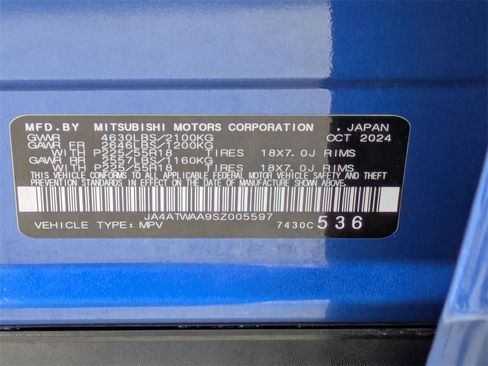 MFD.BY MITSUBISHI MOTORS CORPORATION , JAPAN
GVWR 4630LBS/2100KG OCT 2024
GAWR FR 2646LBS/1200KG
WITH P225/55R18 TIRES 18X7.0J RIMS
GAWR RR 2557LBS/1160KG
WITH P225/55R18 TIRES 18X7.0J RIMS
THIS VEHICLE CONFORMS TO ALL APPLICABLE FEDERAL MOTOR VEHICLE
SAFETY AND THEFT PREVENTION STANDARDS IN EFFECT ON THE DATE OF
MANUFACTURE SHOWN ABOVE.
JA4ATWAA9SZ005597
VEHICLE TYPE: MPV 7430C 536